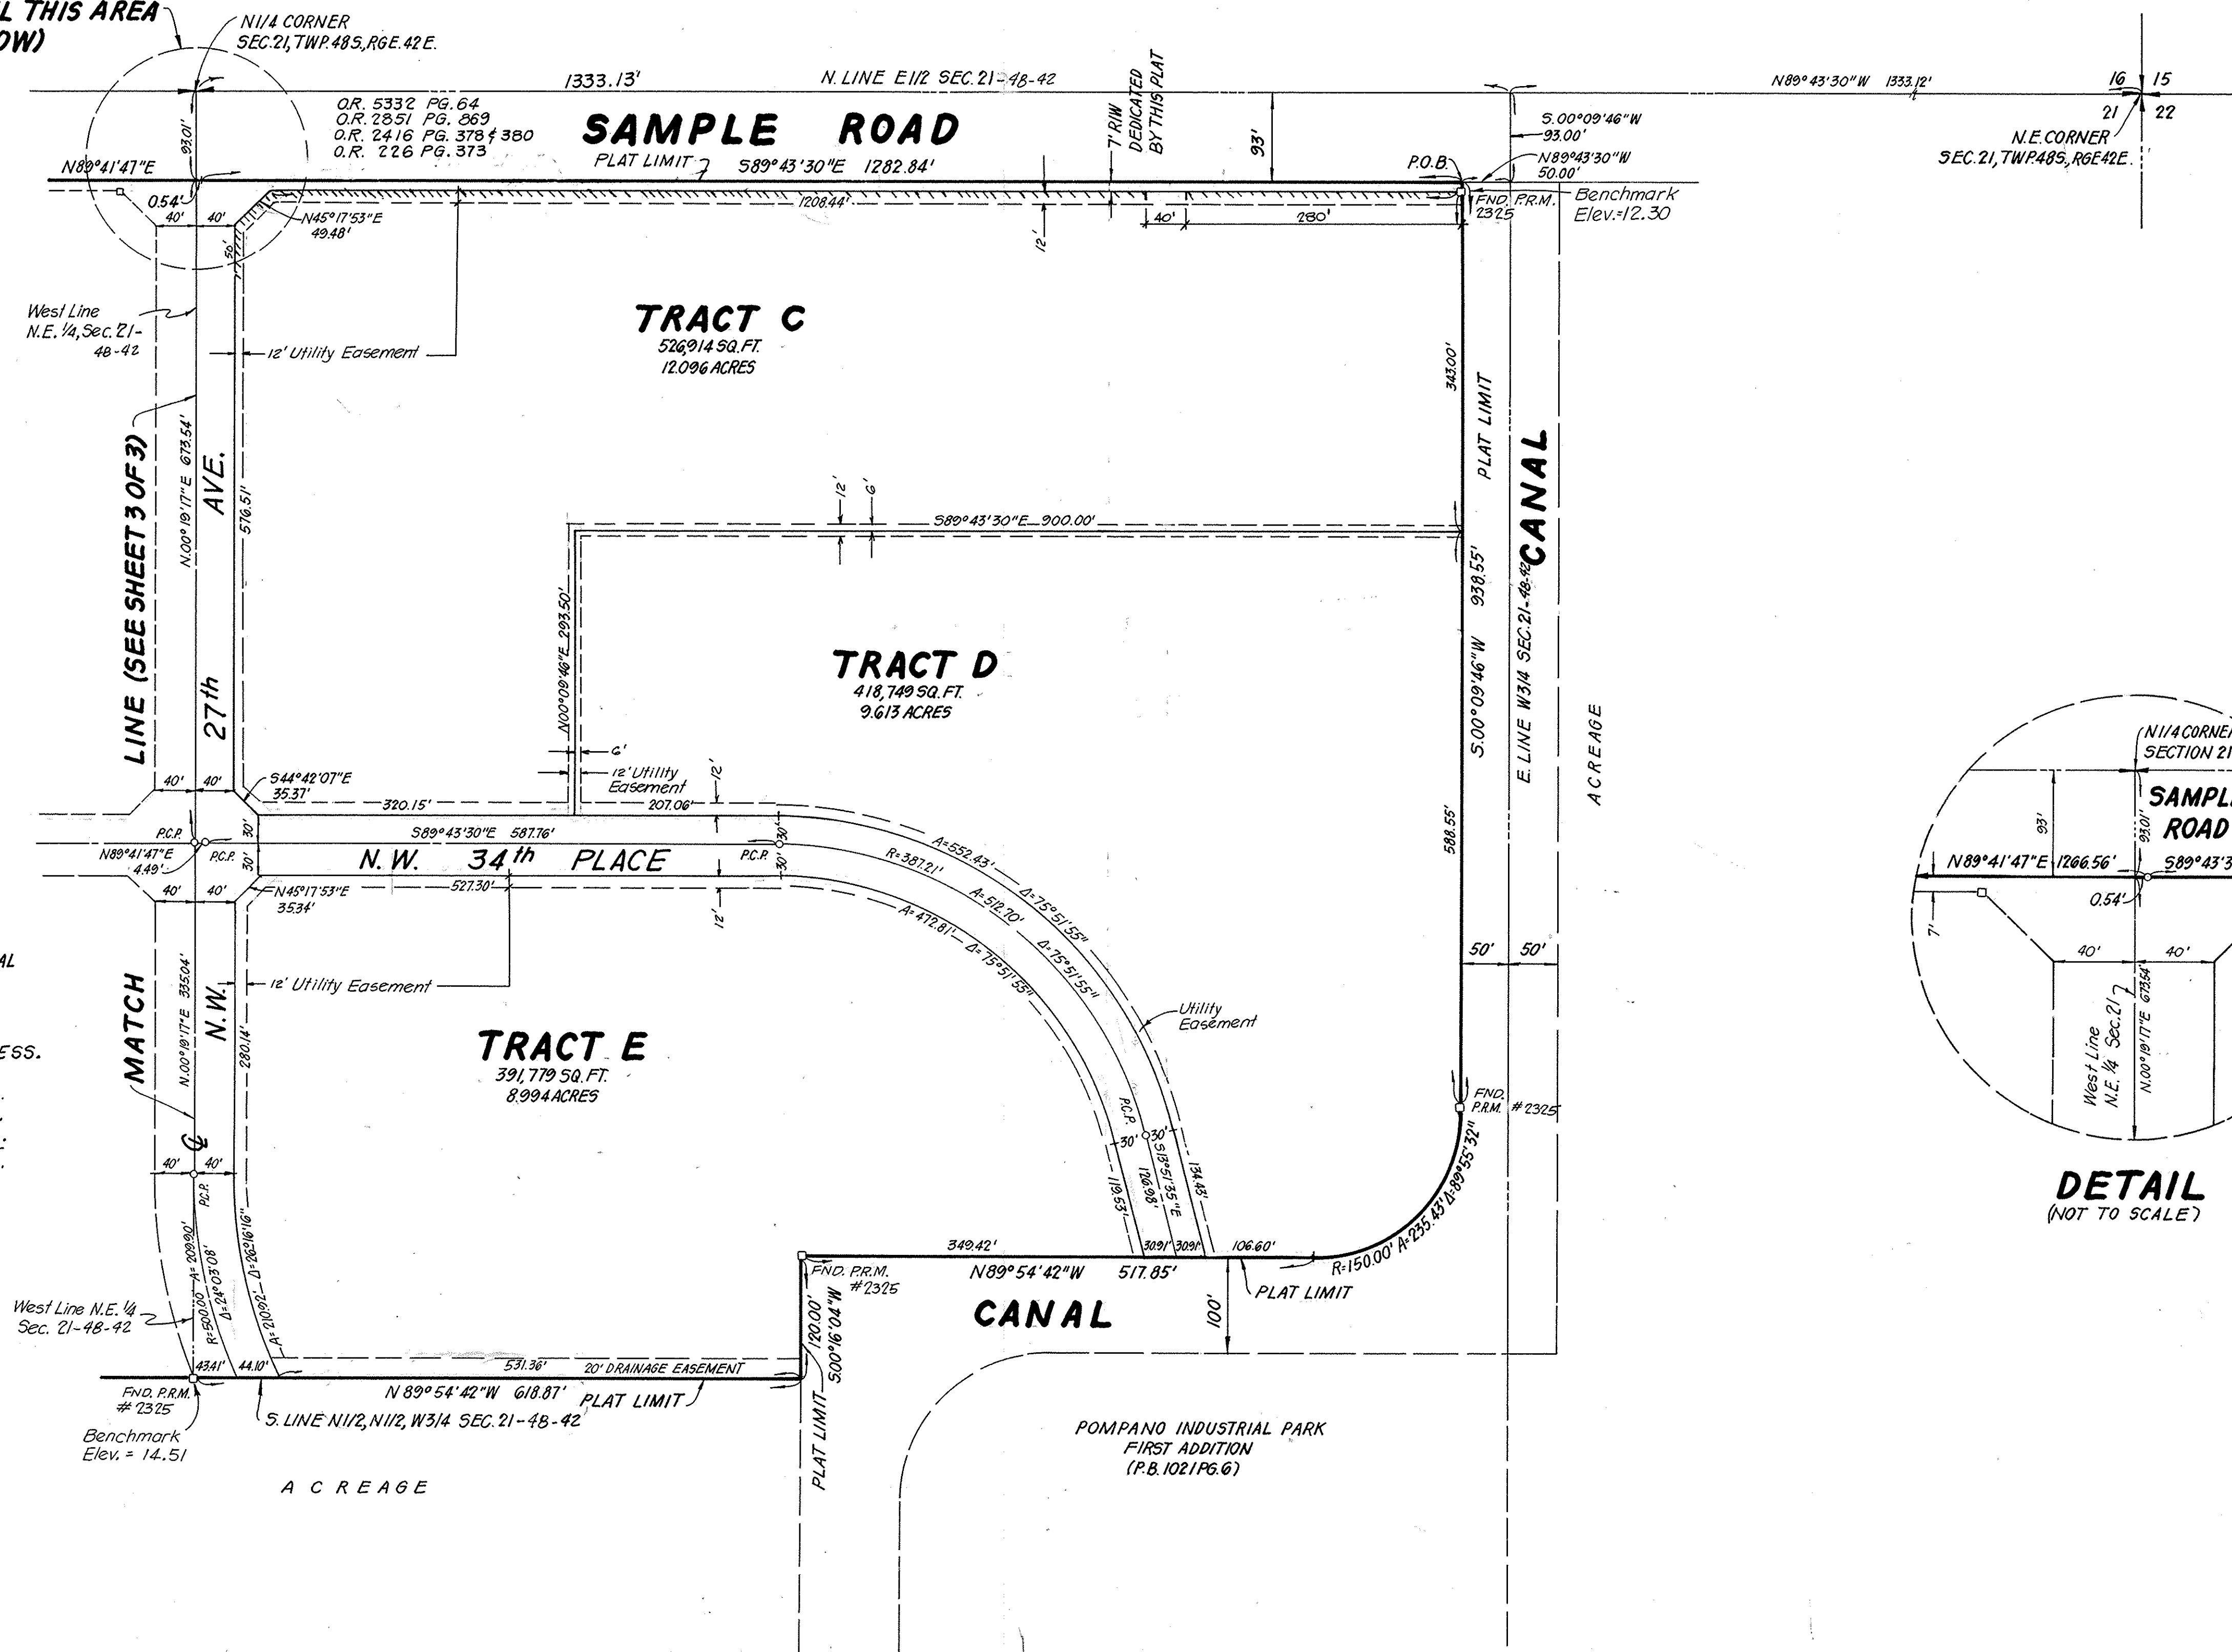 L THIS AREA
OW)
N1/4 CORNER
SEC.21, TWP.48S., RGE.42E.
1333.13'
N. LINE E1/2 SEC.21-48-42
N89°43'30"W 1333.12'
16 15
21 22
N.E. CORNER
SEC.21, TWP.48S., RGE42E.
O.R. 5332 PG.64
O.R. 2851 PG. 869
O.R. 2416 PG. 378 & 380
O.R. 226 PG. 373
SAMPLE ROAD
7' R/W
DEDICATED
BY THIS PLAT
93'
S.00°09'46"W
93.00'
N89°43'30"W
50.00'
93.01'
N89°41'47"E
PLAT LIMIT
S89°43'30"E 1282.84'
P.O.B.
FND. P.R.M.
2325
Benchmark
Elev.=12.30
0.54'
40' 40'
N45°17'53"E
49.48'
50'
1208.44'
12'
40'
280'
West Line
N.E. 1/4, Sec. 21-
48-42
12' Utility Easement
TRACT C
526,914 SQ.FT.
12.096 ACRES
343.00'
PLAT LIMIT
CANAL
LINE (SEE SHEET 3 OF 3)
N.00°19'17"E 673.54'
27th AVE.
576.51'
12' 6'
S89°43'30"E 900.00'
N00°09'46"E 293.50'
TRACT D
418,749 SQ. FT.
9.613 ACRES
S.00°09'46"W 938.55'
E. LINE W3/4 SEC.21-48-42
ACREAGE
588.55'
6'
12' Utility
Easement
12'
40' 40'
S44°42'07"E
35.37'
320.15'
207.06'
P.C.P.
N89°41'47"E
4.49'
P.C.P.
30'
30'
S89°43'30"E 587.76'
P.C.P.
30'
30'
N.W. 34th PLACE
40' 40'
N45°17'53"E
35.34'
527.30'
12'
A=552.43' Δ=75°51'55"
R=387.21' A=512.70' Δ=75°51'55"
A=472.81' Δ=75°51'55"
50' 50'
AL
ESS.
MATCH
N.00°19'17"E 335.04'
N.W.
12' Utility Easement
280.14'
TRACT E
391,779 SQ. FT.
8.994 ACRES
Utility
Easement
FND.
P.R.M. #2325
P.C.P.
30' 30'
119.53'
126.98'
S13°51'35"E
134.43'
40' 40'
P.C.P.
A=209.90'
R=500.00'
Δ=24°03'08"
A=210.92' Δ=26°16'16"
349.42'
30.91' 30.91'
106.60'
R=150.00' A=235.43' Δ=89°55'32"
FND. P.R.M.
#2325
N89°54'42"W 517.85'
PLAT LIMIT
CANAL
100'
120.00'
S00°16'04"W
West Line N.E. 1/4
Sec. 21-48-42
43.41' 44.10'
531.36'
20' DRAINAGE EASEMENT
FND. P.R.M.
#2325
N 89°54'42"W 618.87'
PLAT LIMIT
S. LINE N1/2, N1/2, W3/4 SEC. 21-48-42
Benchmark
Elev. = 14.51
PLAT LIMIT
ACREAGE
POMPANO INDUSTRIAL PARK
FIRST ADDITION
(P.B. 102 / PG.6)
N1/4 CORNE
SECTION 21
SAMPLE
ROAD
93'
93.01'
N89°41'47"E 1266.56'
S89°43'3
0.54'
7'
40' 40'
West Line
N.E. 1/4 Sec.21
N.00°19'17"E 673.54'
DETAIL
(NOT TO SCALE)